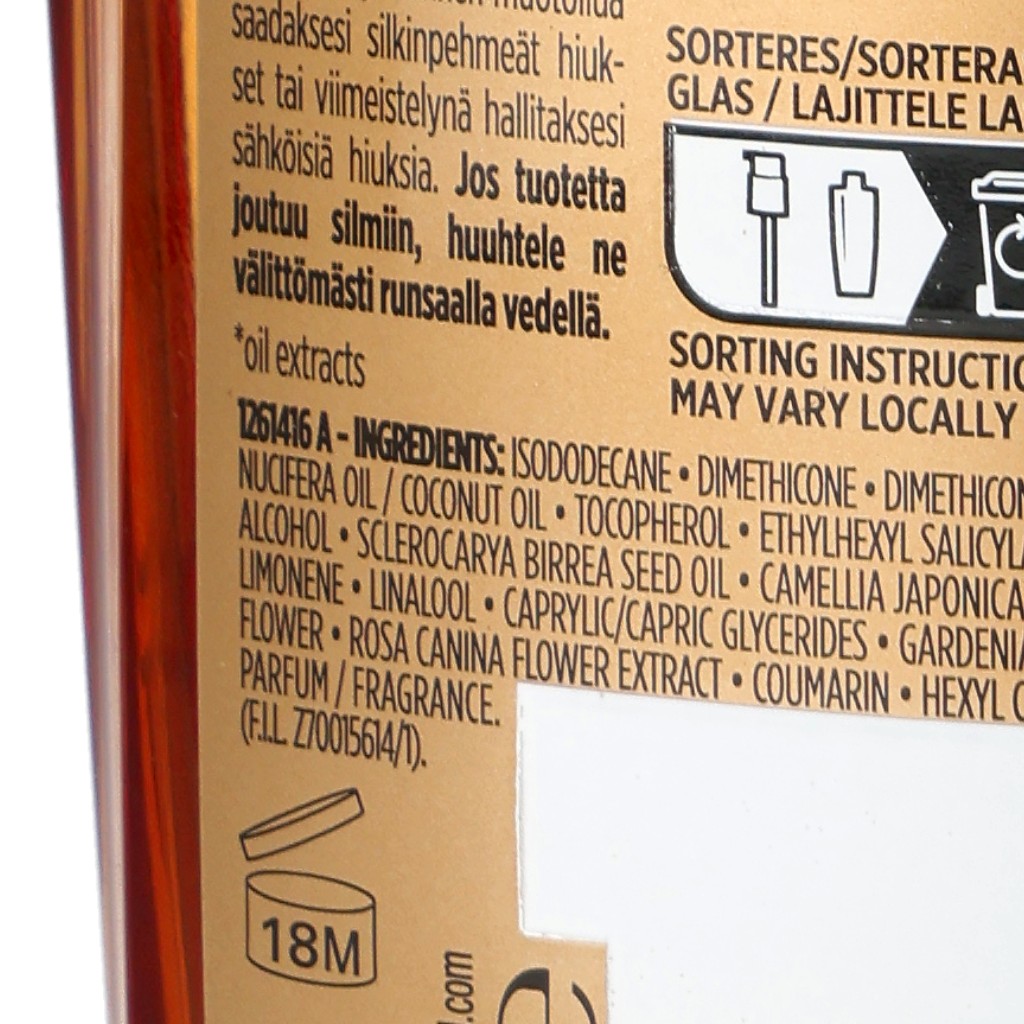 saadaksesi silkinpehmeät hiuk-
set tai viimeistelynä hallitaksesi
sähköisiä hiuksia. Jos tuotetta
joutuu silmiin, huuhtele ne
välittömästi runsaalla vedellä.
*oil extracts
SORTERES/SORTERA
GLAS / LAJITTELE LA
SORTING INSTRUCTIO
MAY VARY LOCALLY
1261416 A - INGREDIENTS: ISODODECANE • DIMETHICONE • DIMETHICON
NUCIFERA OIL / COCONUT OIL • TOCOPHEROL • ETHYLHEXYL SALICYLA
ALCOHOL • SCLEROCARYA BIRREA SEED OIL • CAMELLIA JAPONICA
LIMONENE • LINALOOL • CAPRYLIC/CAPRIC GLYCERIDES • GARDENIA
FLOWER • ROSA CANINA FLOWER EXTRACT • COUMARIN • HEXYL C
PARFUM / FRAGRANCE.
(F.I.L. Z70015614/1).
18M
.com
e